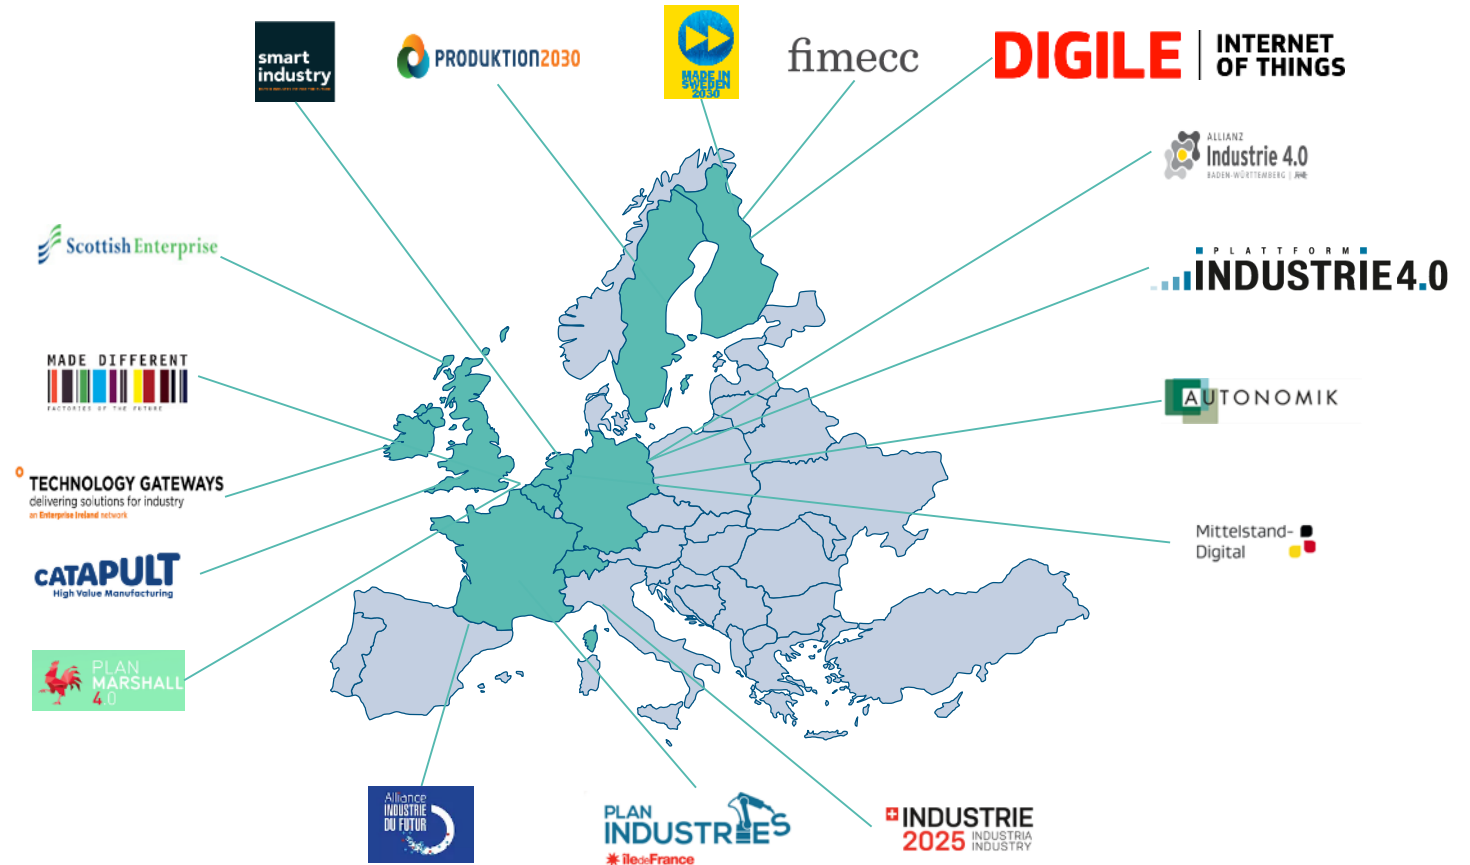 smart
industry
PRODUKTION2030
MADE IN
SWEDEN
2030
fimecc
DIGILE
INTERNET
OF THINGS
ALLIANZ
Industrie 4.0
BADEN-WÜRTTEMBERG
Scottish Enterprise
PLATTFORM
INDUSTRIE4.0
MADE DIFFERENT
FACTORIES OF THE FUTURE
AUTONOMIK
TECHNOLOGY GATEWAYS
delivering solutions for industry
an Enterprise Ireland network
Mittelstand-
Digital
CATAPULT
High Value Manufacturing
PLAN
MARSHALL
4.0
Alliance
INDUSTRIE
DU FUTUR
PLAN
INDUSTRIES
îledeFrance
INDUSTRIE
2025
INDUSTRIA
INDUSTRY